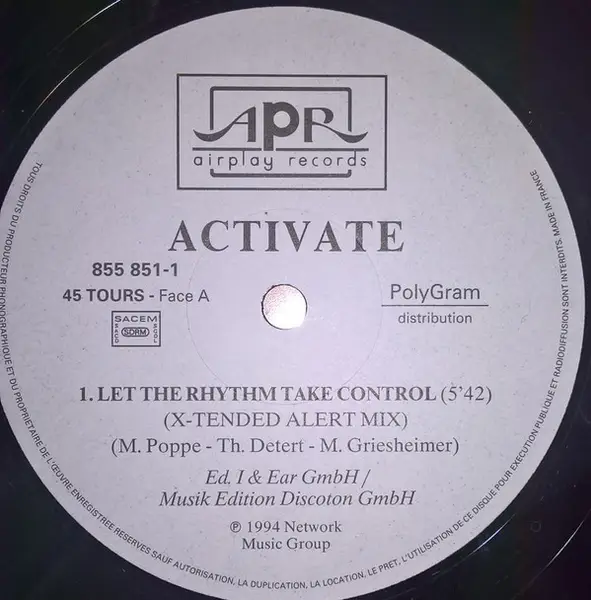 APR
airplay records
ACTIVATE
855 851-1
45 TOURS - Face A
SACEM
SACD SDRM SCGL
PolyGram
distribution
1. LET THE RHYTHM TAKE CONTROL (5'42)
(X-TENDED ALERT MIX)
(M. Poppe - Th. Detert - M. Griesheimer)
Ed. I & Ear GmbH /
Musik Edition Discoton GmbH
℗ 1994 Network
Music Group
TOUS DROITS DU PRODUCTEUR PHONOGRAPHIQUE ET DU PROPRIETAIRE DE L'ŒUVRE ENREGISTREE RESERVES SAUF AUTORISATION, LA DUPLICATION, LA LOCATION, LE PRET, L'UTILISATION DE CE DISQUE POUR EXECUTION PUBLIQUE ET RADIODIFFUSION SONT INTERDITS. MADE IN FRANCE